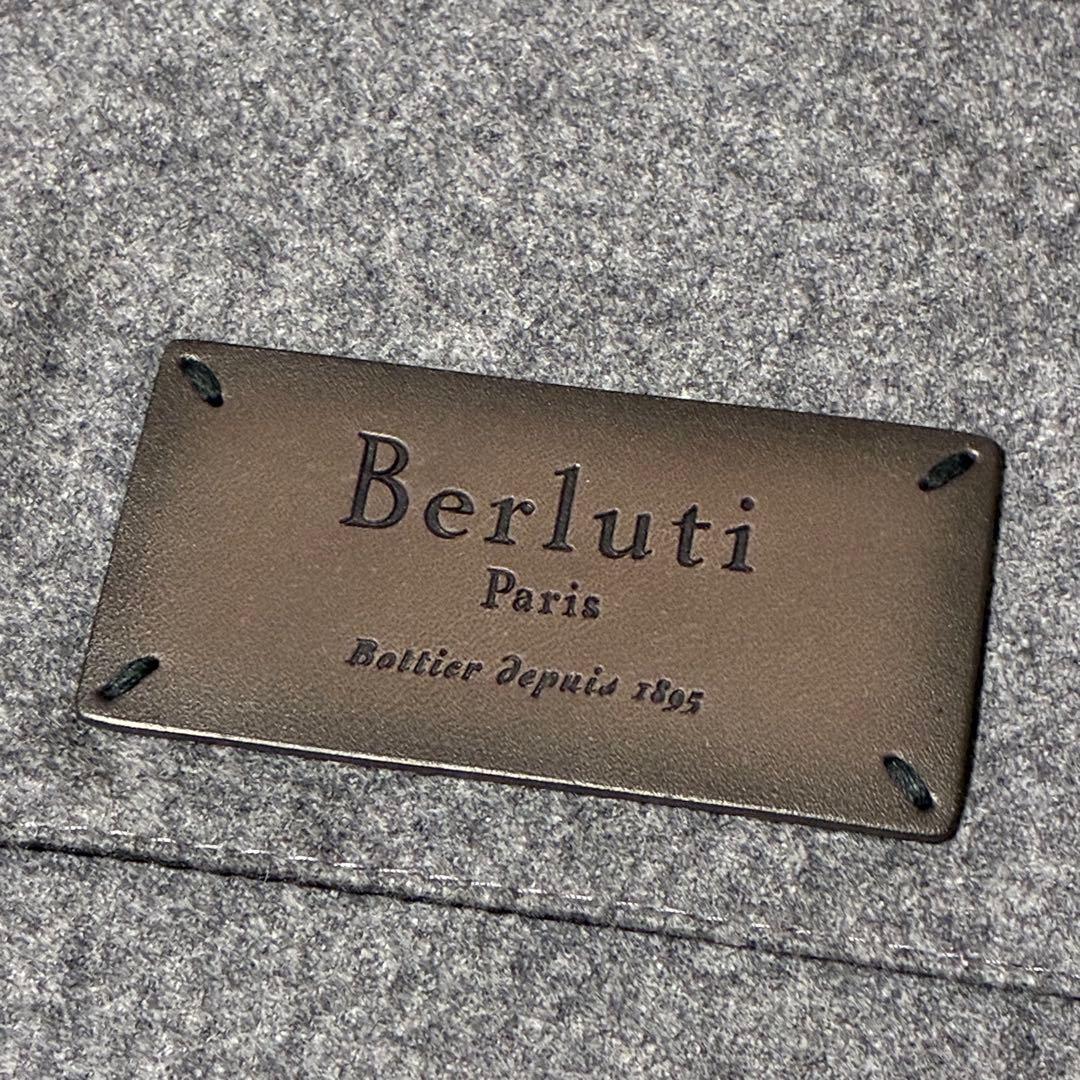 Berluti
Paris
Bottier depuis 1895